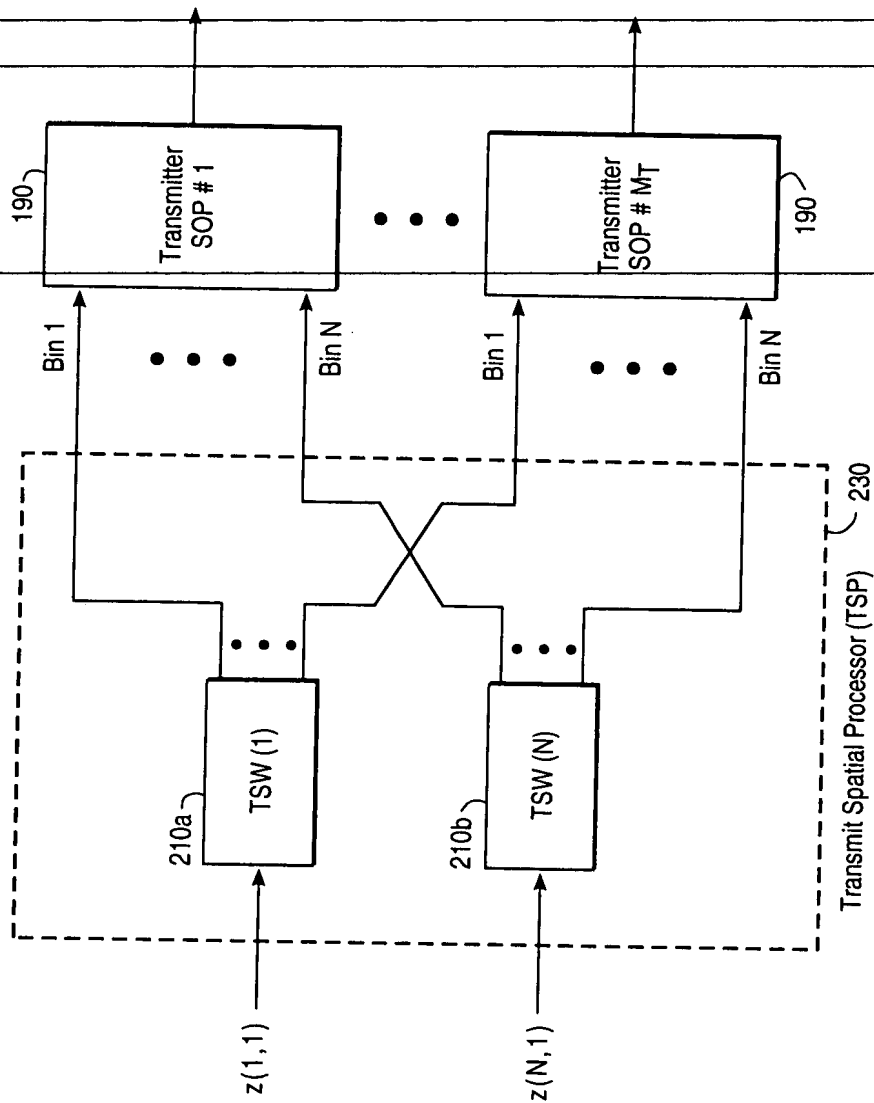 190
Transmitter
SOP # 1
Bin 1
Bin N
Transmitter
SOP # MT
190
Bin 1
Bin N
TSW (1)
210a
TSW (N)
210b
z(1,1)
z(N,1)
230
Transmit Spatial Processor (TSP)